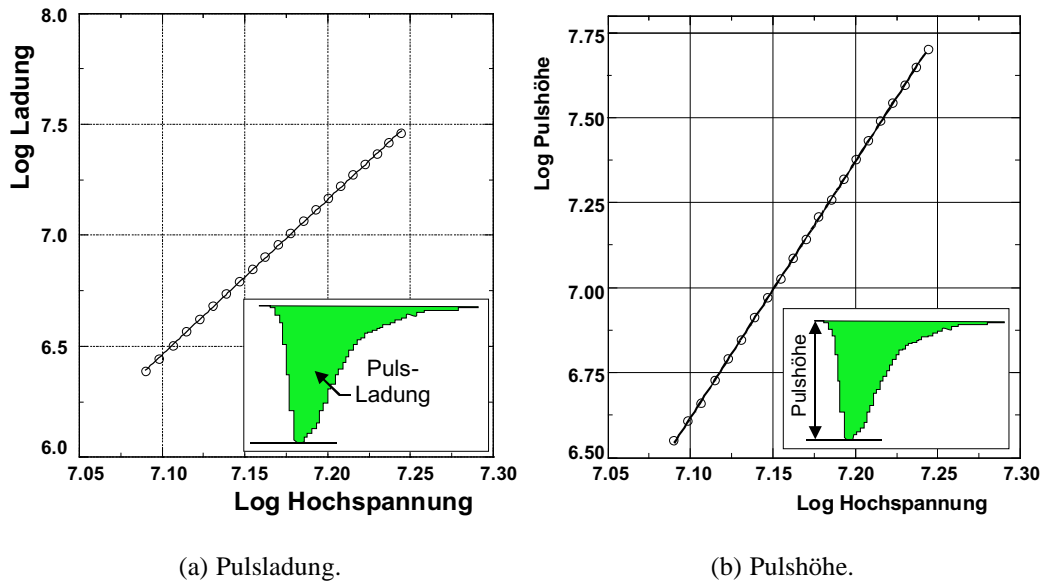 8.0
7.5
7.0
6.5
6.0
Log Ladung
7.05
7.10
7.15
7.20
7.25
7.30
Log Hochspannung
Puls-
Ladung
(a) Pulsladung.
7.75
7.50
7.25
7.00
6.75
6.50
Log Pulshöhe
7.05
7.10
7.15
7.20
7.25
7.30
Log Hochspannung
Pulshöhe
(b) Pulshöhe.